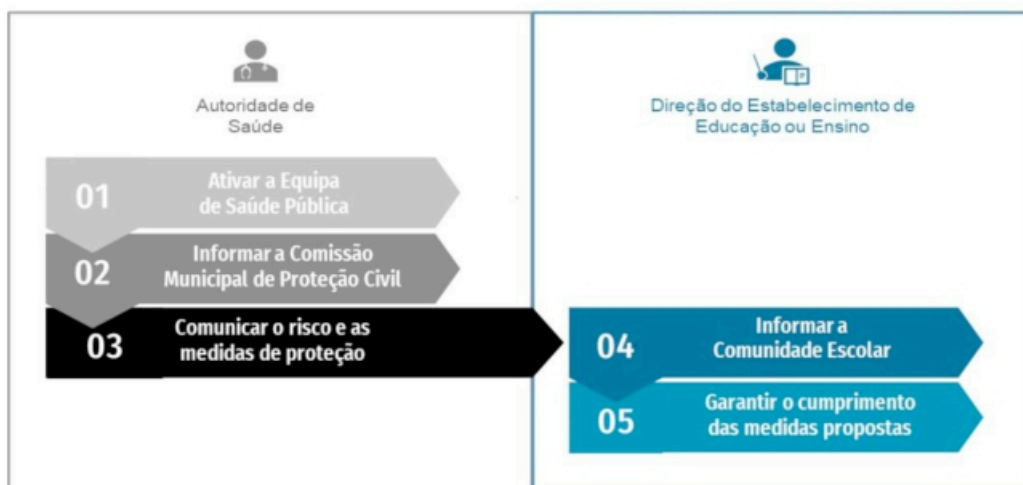 Autoridade de
Saúde
01
Ativar a Equipa
de Saúde Pública
02
Informar a Comissão
Municipal de Proteção Civil
03
Comunicar o risco e as
medidas de proteção
Direção do Estabelecimento de
Educação ou Ensino
04
Informar a
Comunidade Escolar
05
Garantir o cumprimento
das medidas propostas